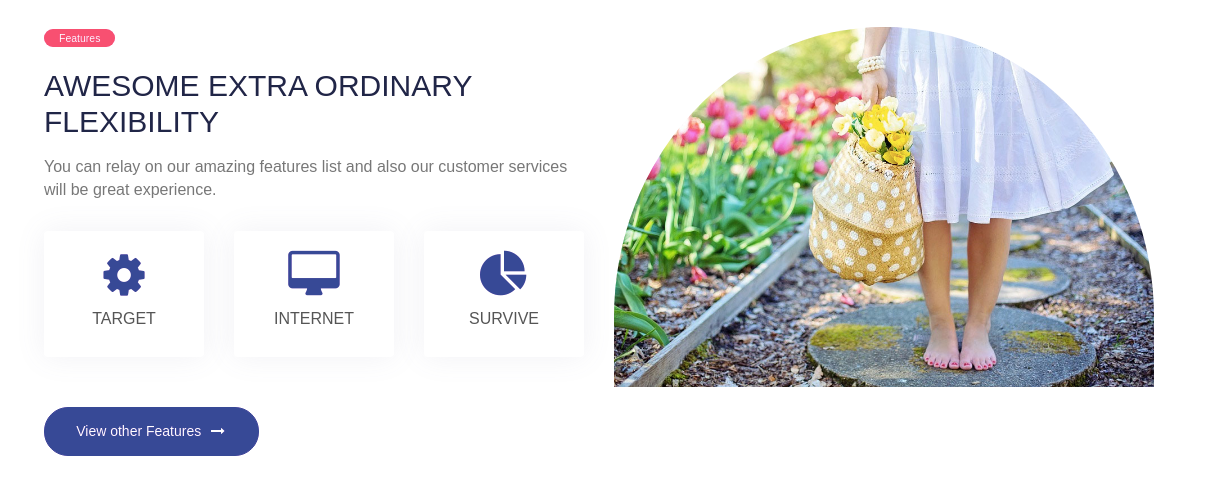 Features
AWESOME EXTRA ORDINARY
FLEXIBILITY
You can relay on our amazing features list and also our customer services
will be great experience.
TARGET
INTERNET
SURVIVE
View other Features